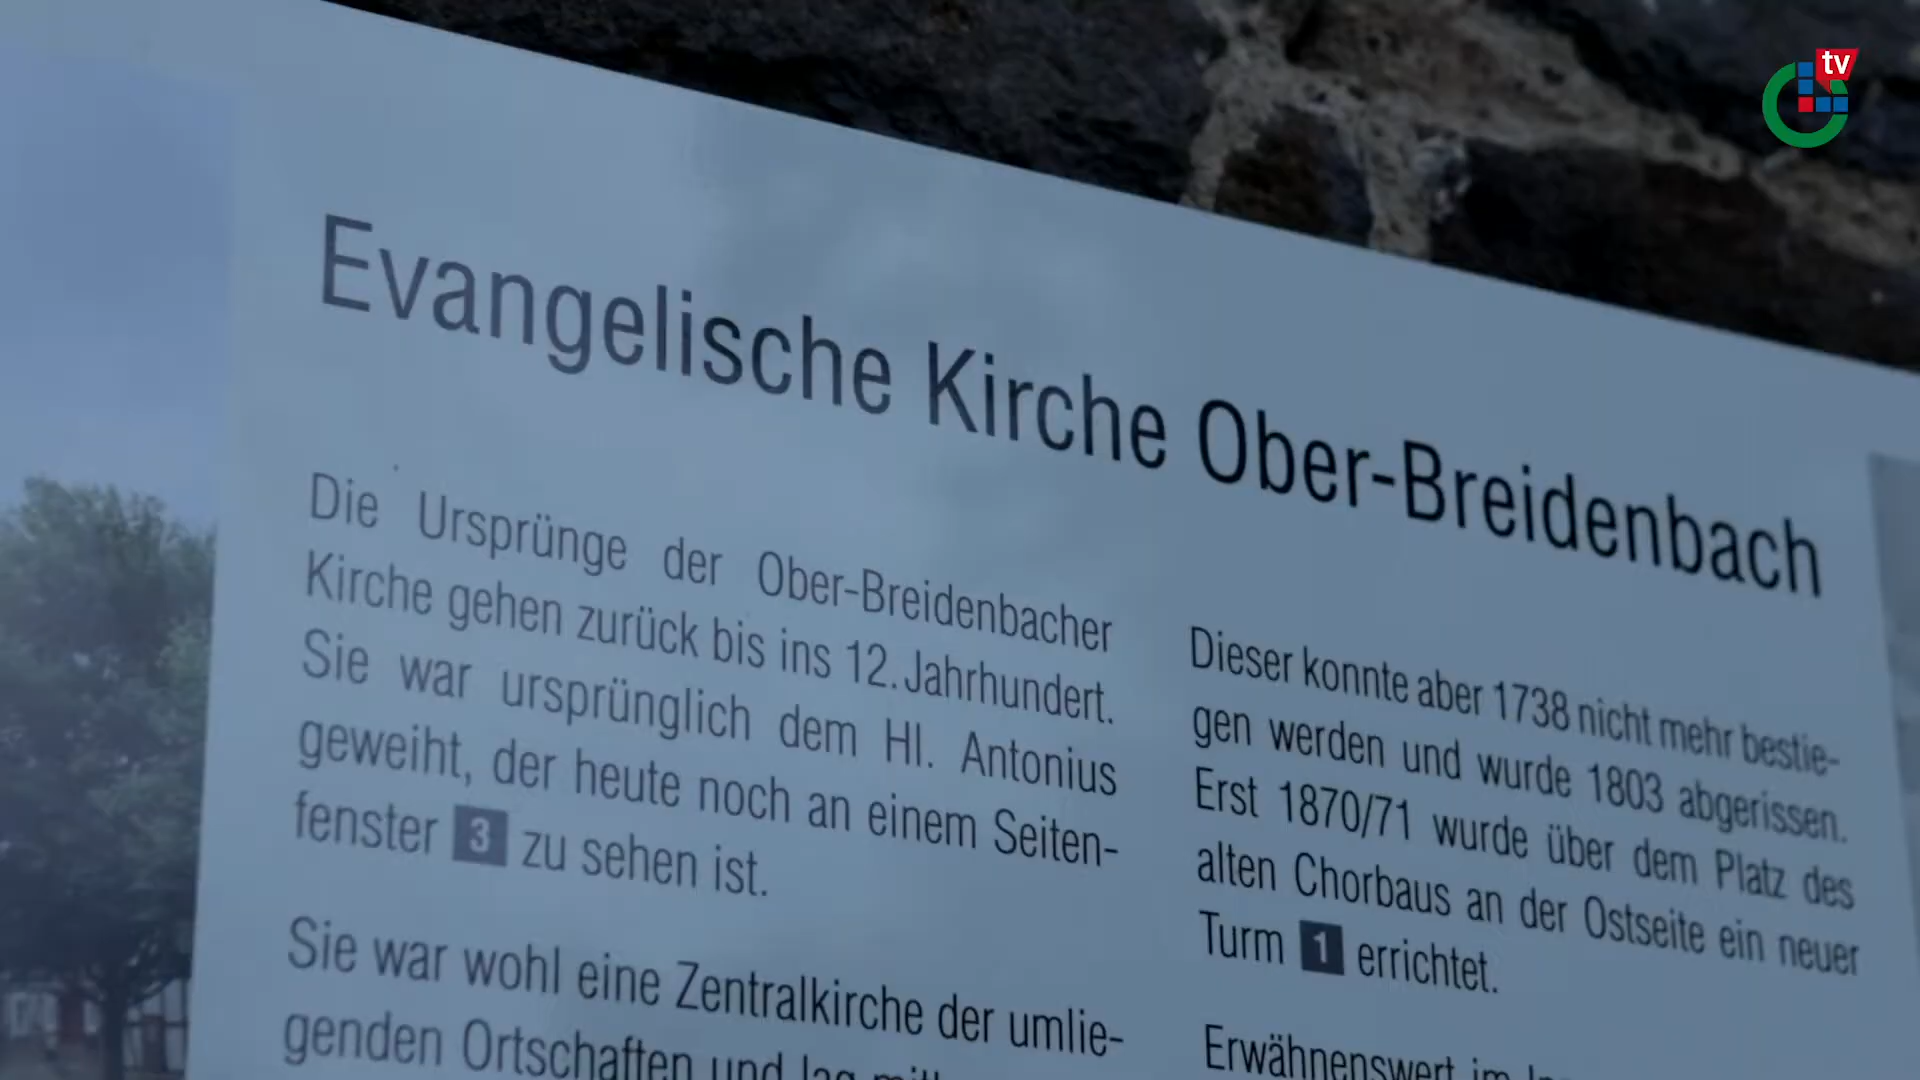 tv
Evangelische Kirche Ober-Breidenbach
Die Ursprünge der Ober-Breidenbacher
Kirche gehen zurück bis ins 12. Jahrhundert.
Sie war ursprünglich dem Hl. Antonius
geweiht, der heute noch an einem Seiten-
fenster 3 zu sehen ist.
Sie war wohl eine Zentralkirche der umlie-
genden Ortschaften und lag
Dieser konnte aber 1738 nicht mehr bestie-
gen werden und wurde 1803 abgerissen.
Erst 1870/71 wurde über dem Platz des
alten Chorbaus an der Ostseite ein neuer
Turm 1 errichtet.
Erwähnenswert im